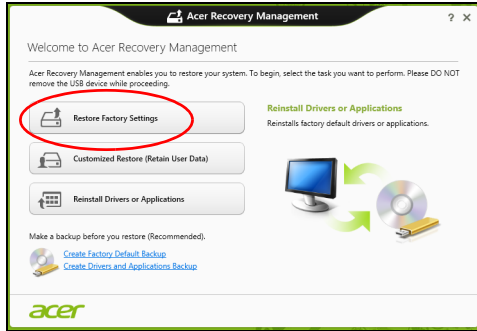 Acer Recovery Management
? X
Welcome to Acer Recovery Management
Acer Recovery Management enables you to restore your system. To begin, select the task you want to perform. Please DO NOT
remove the USB device while proceeding.
Restore Factory Settings
Customized Restore (Retain User Data)
Reinstall Drivers or Applications
Reinstall Drivers or Applications
Reinstalls factory default drivers or applications.
Make a backup before you restore (Recommended).
Create Factory Default Backup
Create Drivers and Applications Backup
acer